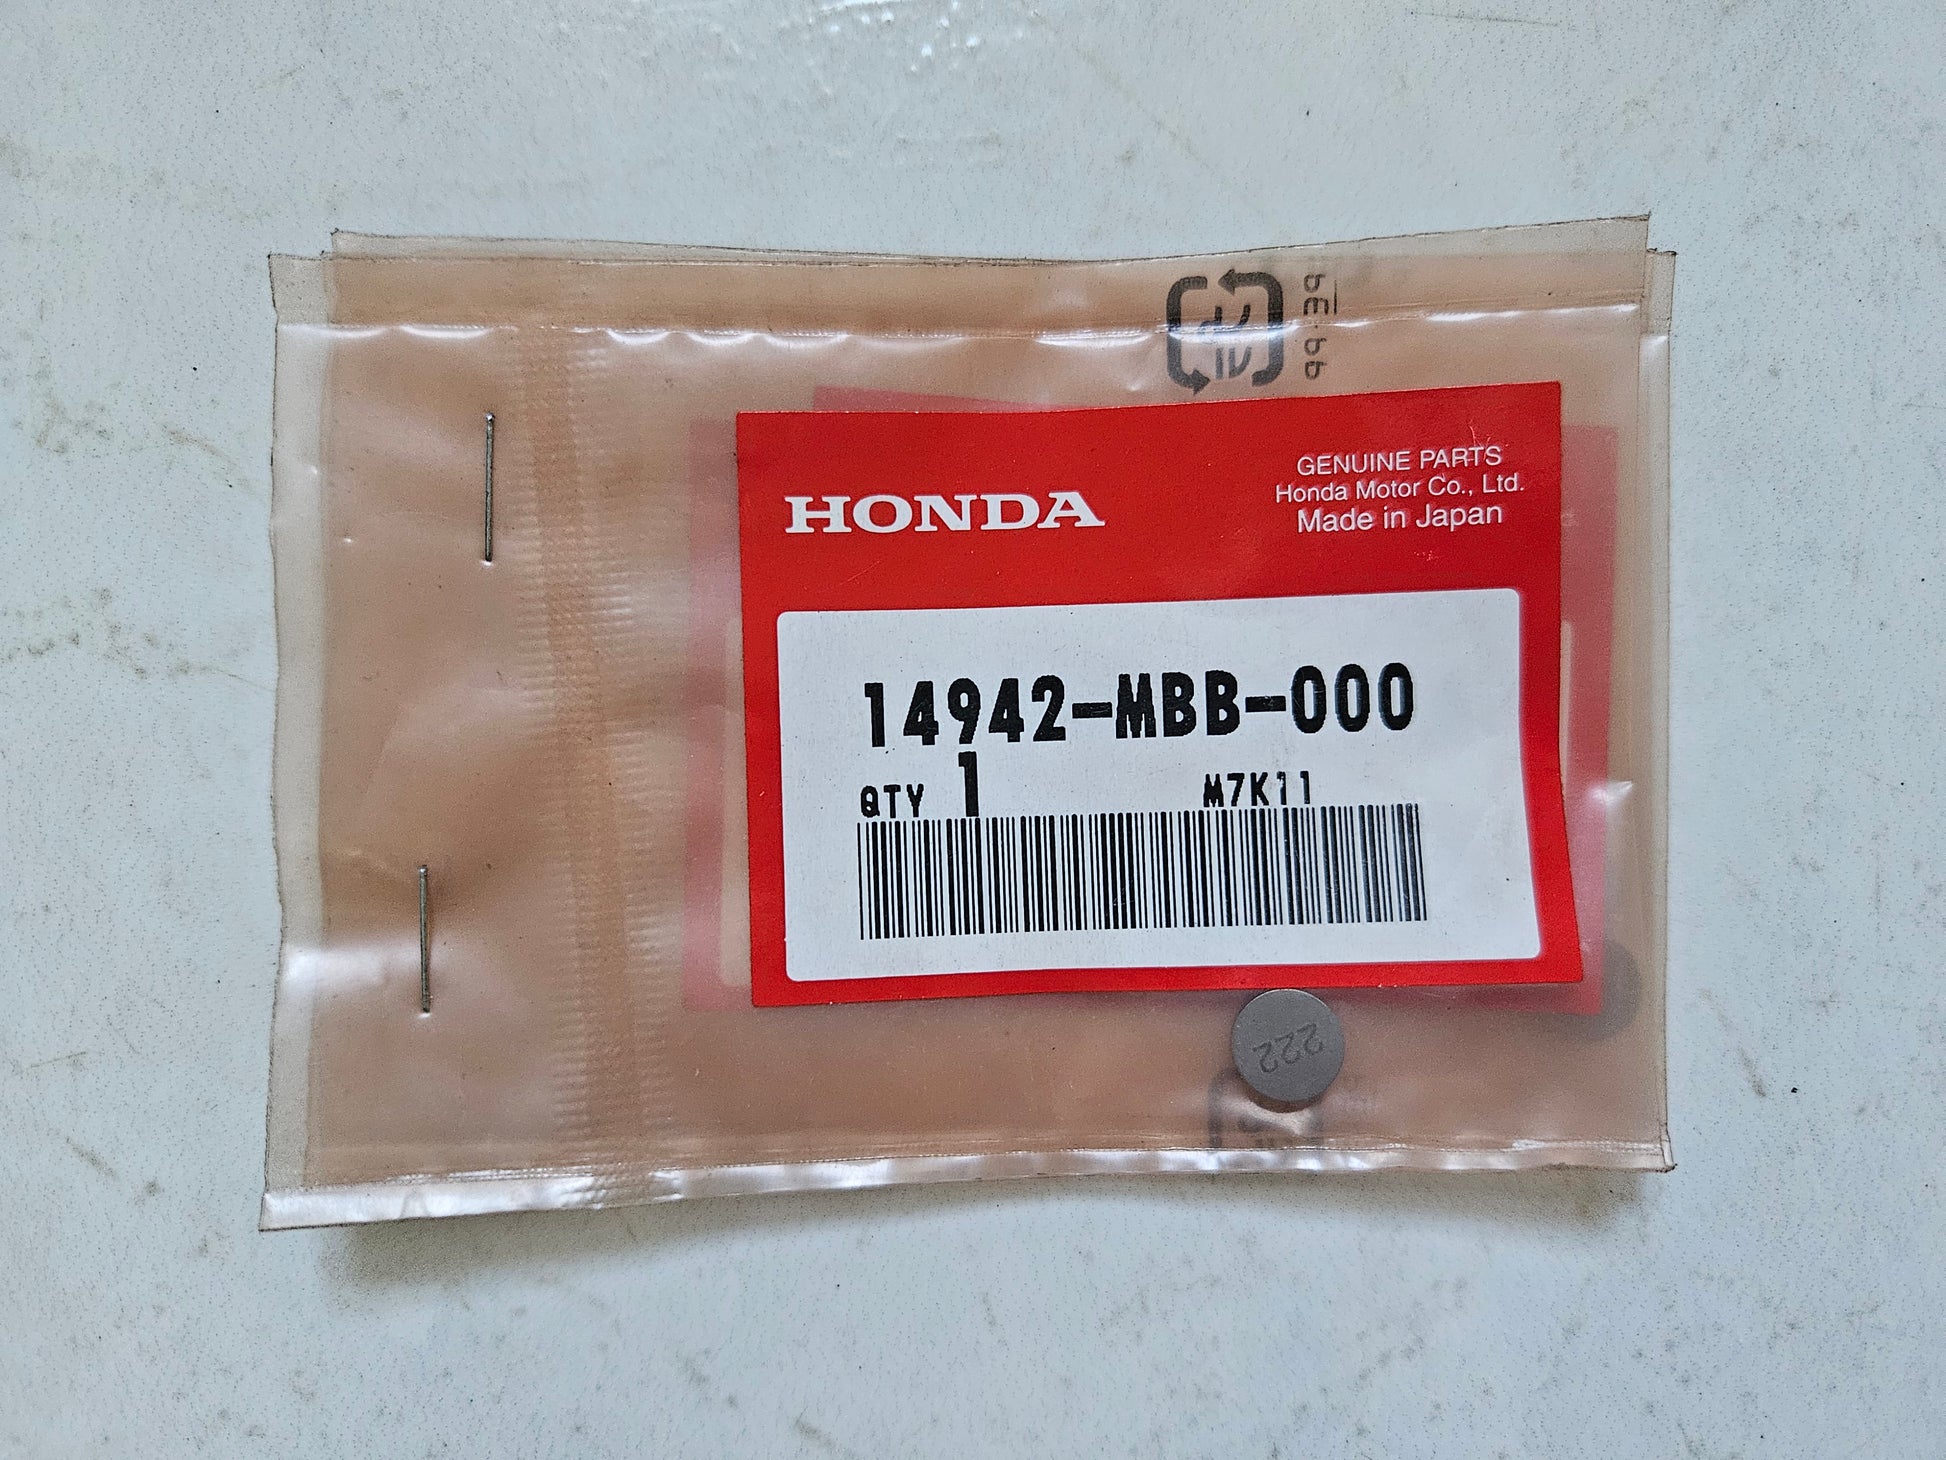 HONDA
GENUINE PARTS
Honda Motor Co., Ltd.
Made in Japan
14942-MBB-000
QTY 1 M7K11
222